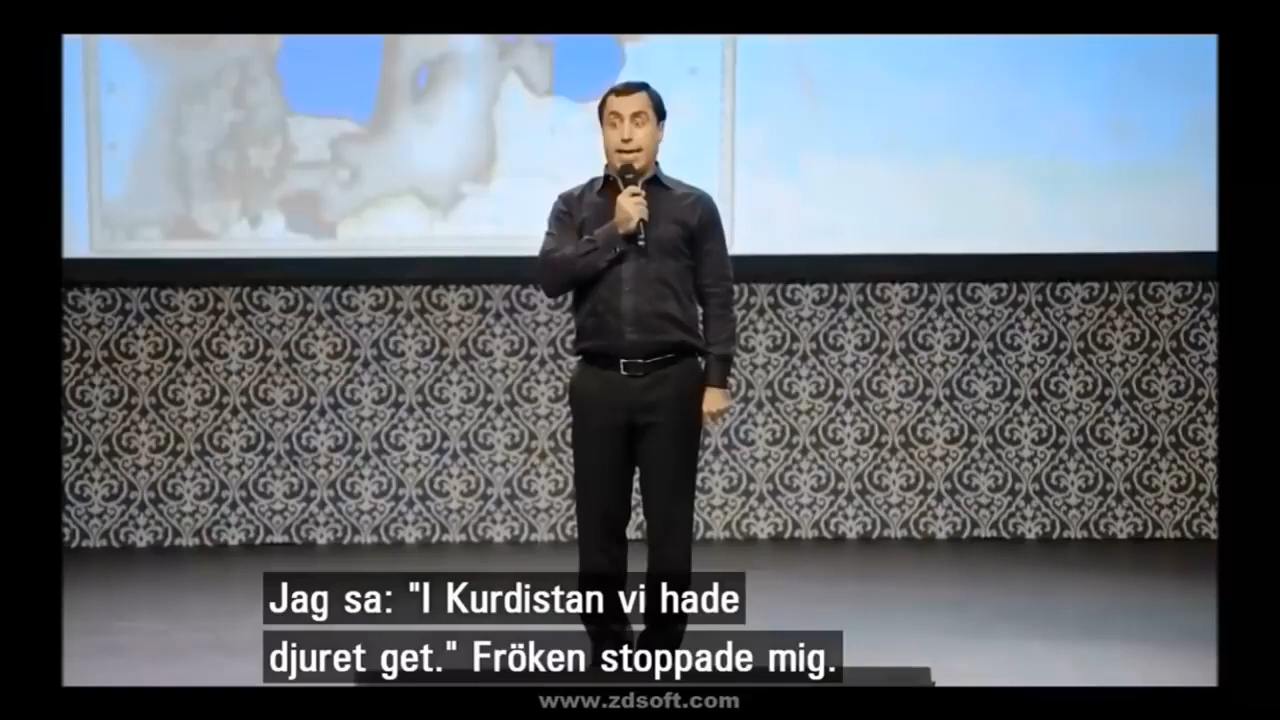 Jag sa: "I Kurdistan vi hade
djuret get." Fröken stoppade mig.
www.zdsoft.com